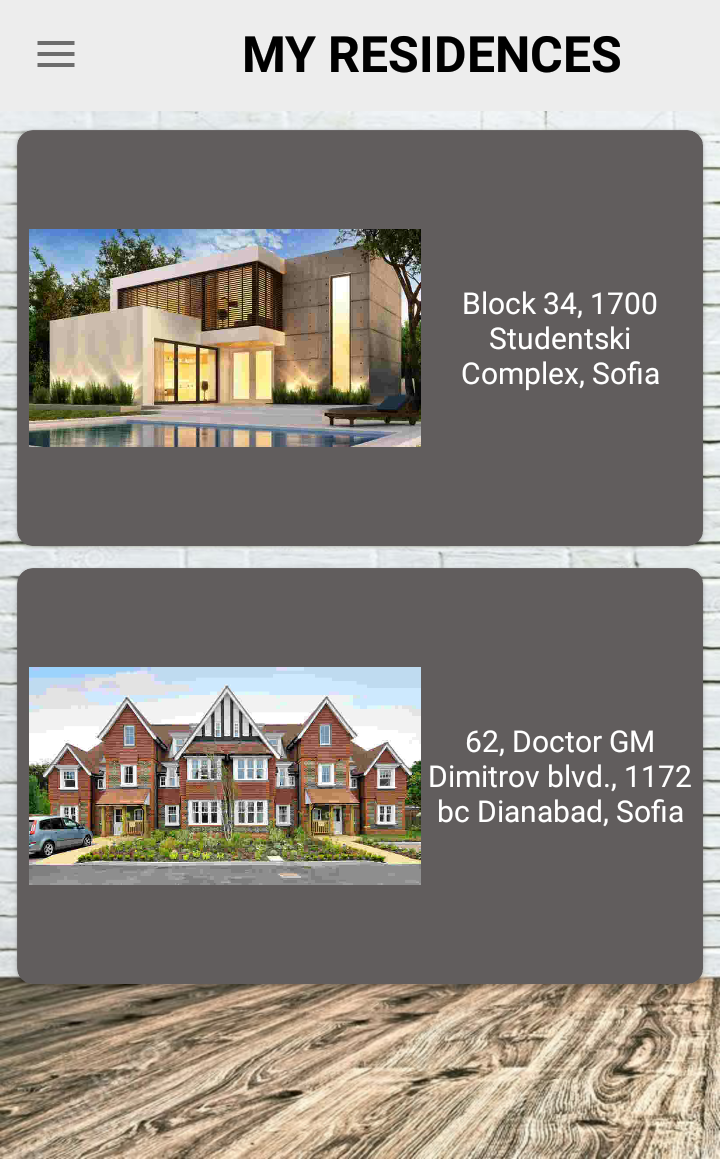 MY RESIDENCES
Block 34, 1700
Studentski
Complex, Sofia
62, Doctor GM
Dimitrov blvd., 1172
bc Dianabad, Sofia